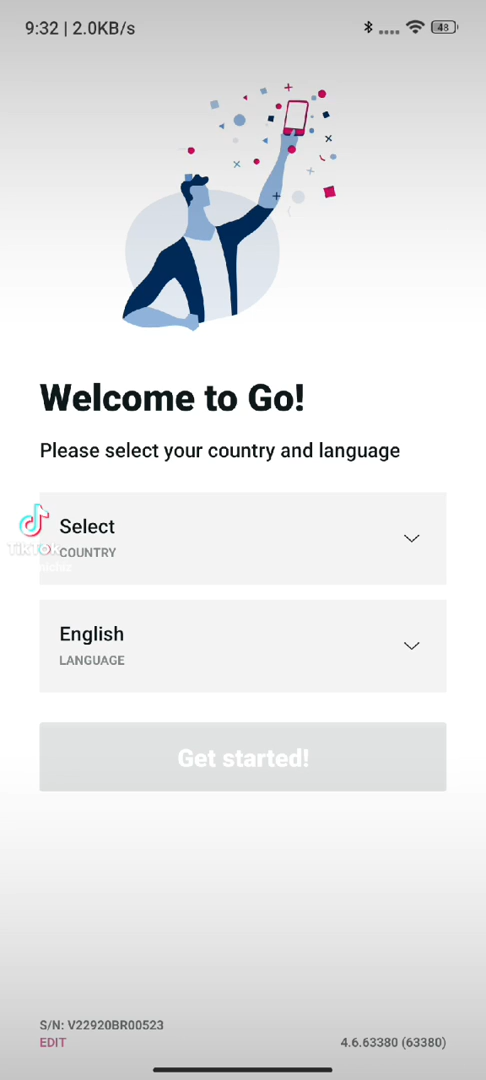 9:32 | 2.0KB/s
48
Welcome to Go!
Please select your country and language
Select
COUNTRY
TikTok
English
LANGUAGE
Get started!
S/N: V22920BR00523
EDIT
4.6.63380 (63380)